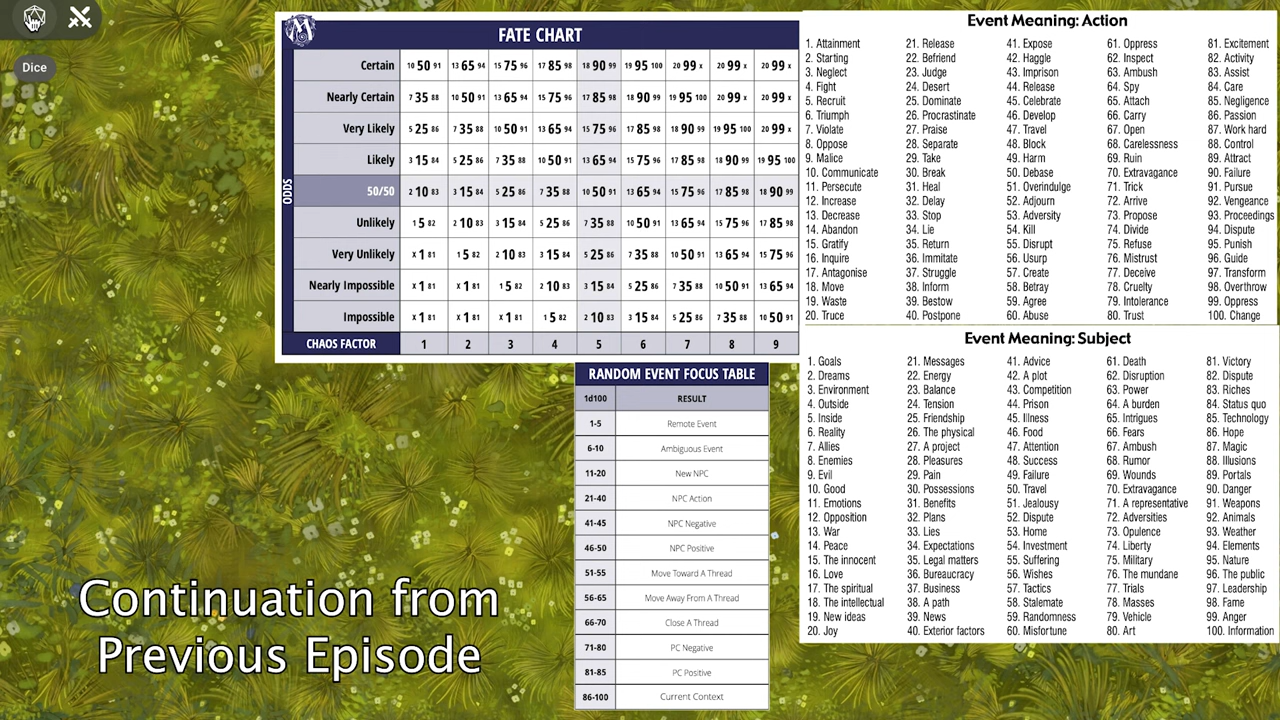 Dice
FATE CHART
ODDS
Certain 10 50 91 13 65 94 15 75 96 17 85 98 18 90 99 19 95 100 20 99 x 20 99 x 20 99 x
Nearly Certain 7 35 88 10 50 91 13 65 94 15 75 96 17 85 98 18 90 99 19 95 100 20 99 x 20 99 x
Very Likely 5 25 86 7 35 88 10 50 91 13 65 94 15 75 96 17 85 98 18 90 99 19 95 100 20 99 x
Likely 3 15 84 5 25 86 7 35 88 10 50 91 13 65 94 15 75 96 17 85 98 18 90 99 19 95 100
50/50 2 10 83 3 15 84 5 25 86 7 35 88 10 50 91 13 65 94 15 75 96 17 85 98 18 90 99
Unlikely 1 5 82 2 10 83 3 15 84 5 25 86 7 35 88 10 50 91 13 65 94 15 75 96 17 85 98
Very Unlikely x 1 81 1 5 82 2 10 83 3 15 84 5 25 86 7 35 88 10 50 91 13 65 94 15 75 96
Nearly Impossible x 1 81 x 1 81 1 5 82 2 10 83 3 15 84 5 25 86 7 35 88 10 50 91 13 65 94
Impossible x 1 81 x 1 81 x 1 81 1 5 82 2 10 83 3 15 84 5 25 86 7 35 88 10 50 91
CHAOS FACTOR 1 2 3 4 5 6 7 8 9
RANDOM EVENT FOCUS TABLE
1d100 RESULT
1-5 Remote Event
6-10 Ambiguous Event
11-20 New NPC
21-40 NPC Action
41-45 NPC Negative
46-50 NPC Positive
51-55 Move Toward A Thread
56-65 Move Away From A Thread
66-70 Close A Thread
71-80 PC Negative
81-85 PC Positive
86-100 Current Context
Event Meaning: Action
1. Attainment 21. Release 41. Expose 61. Oppress 81. Excitement
2. Starting 22. Befriend 42. Haggle 62. Inspect 82. Activity
3. Neglect 23. Judge 43. Imprison 63. Ambush 83. Assist
4. Fight 24. Desert 44. Release 64. Spy 84. Care
5. Recruit 25. Dominate 45. Celebrate 65. Attach 85. Negligence
6. Triumph 26. Procrastinate 46. Develop 66. Carry 86. Passion
7. Violate 27. Praise 47. Travel 67. Open 87. Work hard
8. Oppose 28. Separate 48. Block 68. Carelessness 88. Control
9. Malice 29. Take 49. Harm 69. Ruin 89. Attract
10. Communicate 30. Break 50. Debase 70. Extravagance 90. Failure
11. Persecute 31. Heal 51. Overindulge 71. Trick 91. Pursue
12. Increase 32. Delay 52. Adjourn 72. Arrive 92. Vengeance
13. Decrease 33. Stop 53. Adversity 73. Propose 93. Proceedings
14. Abandon 34. Lie 54. Kill 74. Divide 94. Dispute
15. Gratify 35. Return 55. Disrupt 75. Refuse 95. Punish
16. Inquire 36. Immitate 56. Usurp 76. Mistrust 96. Guide
17. Antagonise 37. Struggle 57. Create 77. Deceive 97. Transform
18. Move 38. Inform 58. Betray 78. Cruelty 98. Overthrow
19. Waste 39. Bestow 59. Agree 79. Intolerance 99. Oppress
20. Truce 40. Postpone 60. Abuse 80. Trust 100. Change
Event Meaning: Subject
1. Goals 21. Messages 41. Advice 61. Death 81. Victory
2. Dreams 22. Energy 42. A plot 62. Disruption 82. Dispute
3. Environment 23. Balance 43. Competition 63. Power 83. Riches
4. Outside 24. Tension 44. Prison 64. A burden 84. Status quo
5. Inside 25. Friendship 45. Illness 65. Intrigues 85. Technology
6. Reality 26. The physical 46. Food 66. Fears 86. Hope
7. Allies 27. A project 47. Attention 67. Ambush 87. Magic
8. Enemies 28. Pleasures 48. Success 68. Rumor 88. Illusions
9. Evil 29. Pain 49. Failure 69. Wounds 89. Portals
10. Good 30. Possessions 50. Travel 70. Extravagance 90. Danger
11. Emotions 31. Benefits 51. Jealousy 71. A representative 91. Weapons
12. Opposition 32. Plans 52. Dispute 72. Adversities 92. Animals
13. War 33. Lies 53. Home 73. Opulence 93. Weather
14. Peace 34. Expectations 54. Investment 74. Liberty 94. Elements
15. The innocent 35. Legal matters 55. Suffering 75. Military 95. Nature
16. Love 36. Bureaucracy 56. Wishes 76. The mundane 96. The public
17. The spiritual 37. Business 57. Tactics 77. Trials 97. Leadership
18. The intellectual 38. A path 58. Stalemate 78. Masses 98. Fame
19. New ideas 39. News 59. Randomness 79. Vehicle 99. Anger
20. Joy 40. Exterior factors 60. Misfortune 80. Art 100. Information
Continuation from
Previous Episode